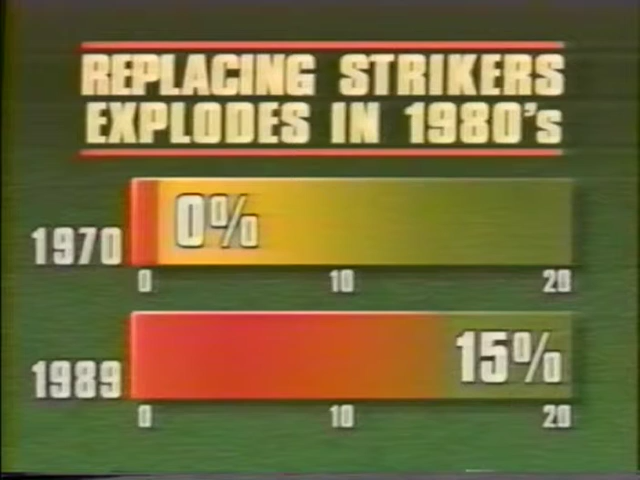 REPLACING STRIKERS
EXPLODES IN 1980's
1970 0%
0 10 20
1989 15%
0 10 20